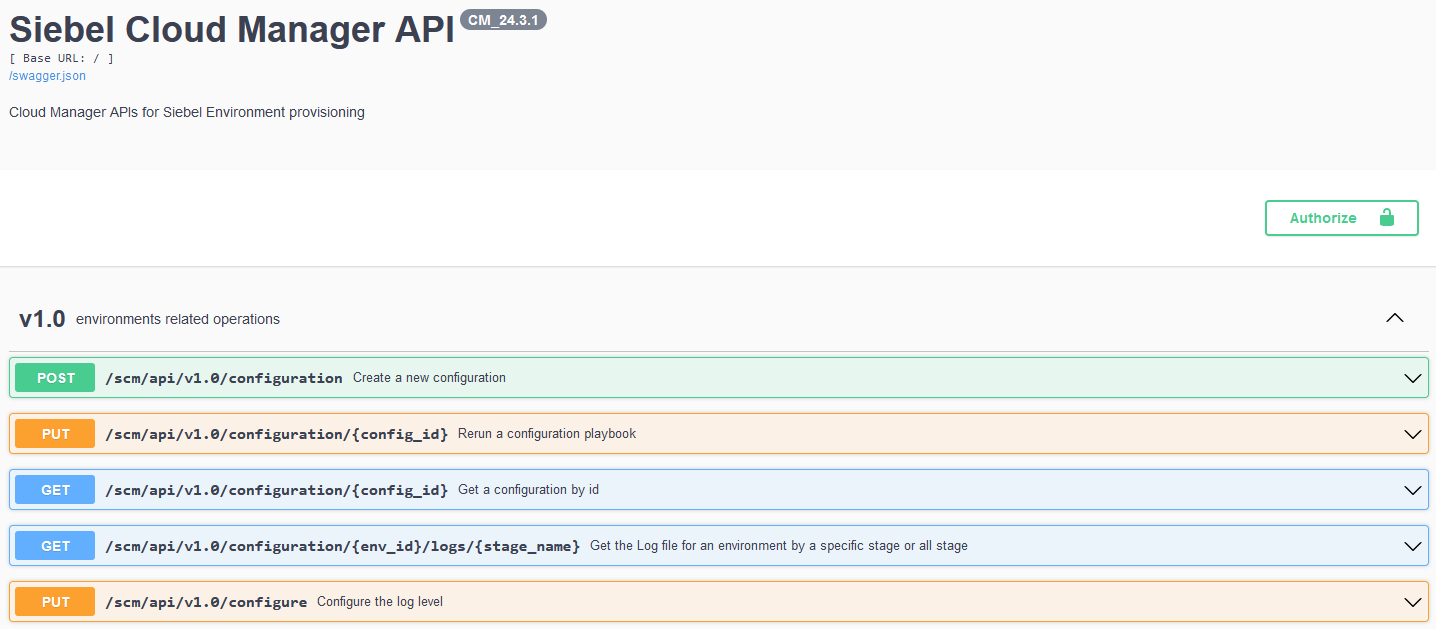 Siebel Cloud Manager API CM_24.3.1
[ Base URL: / ]
/swagger.json
Cloud Manager APIs for Siebel Environment provisioning
Authorize
v1.0 environments related operations
POST /scm/api/v1.0/configuration Create a new configuration
PUT /scm/api/v1.0/configuration/{config_id} Rerun a configuration playbook
GET /scm/api/v1.0/configuration/{config_id} Get a configuration by id
GET /scm/api/v1.0/configuration/{env_id}/logs/{stage_name} Get the Log file for an environment by a specific stage or all stage
PUT /scm/api/v1.0/configure Configure the log level